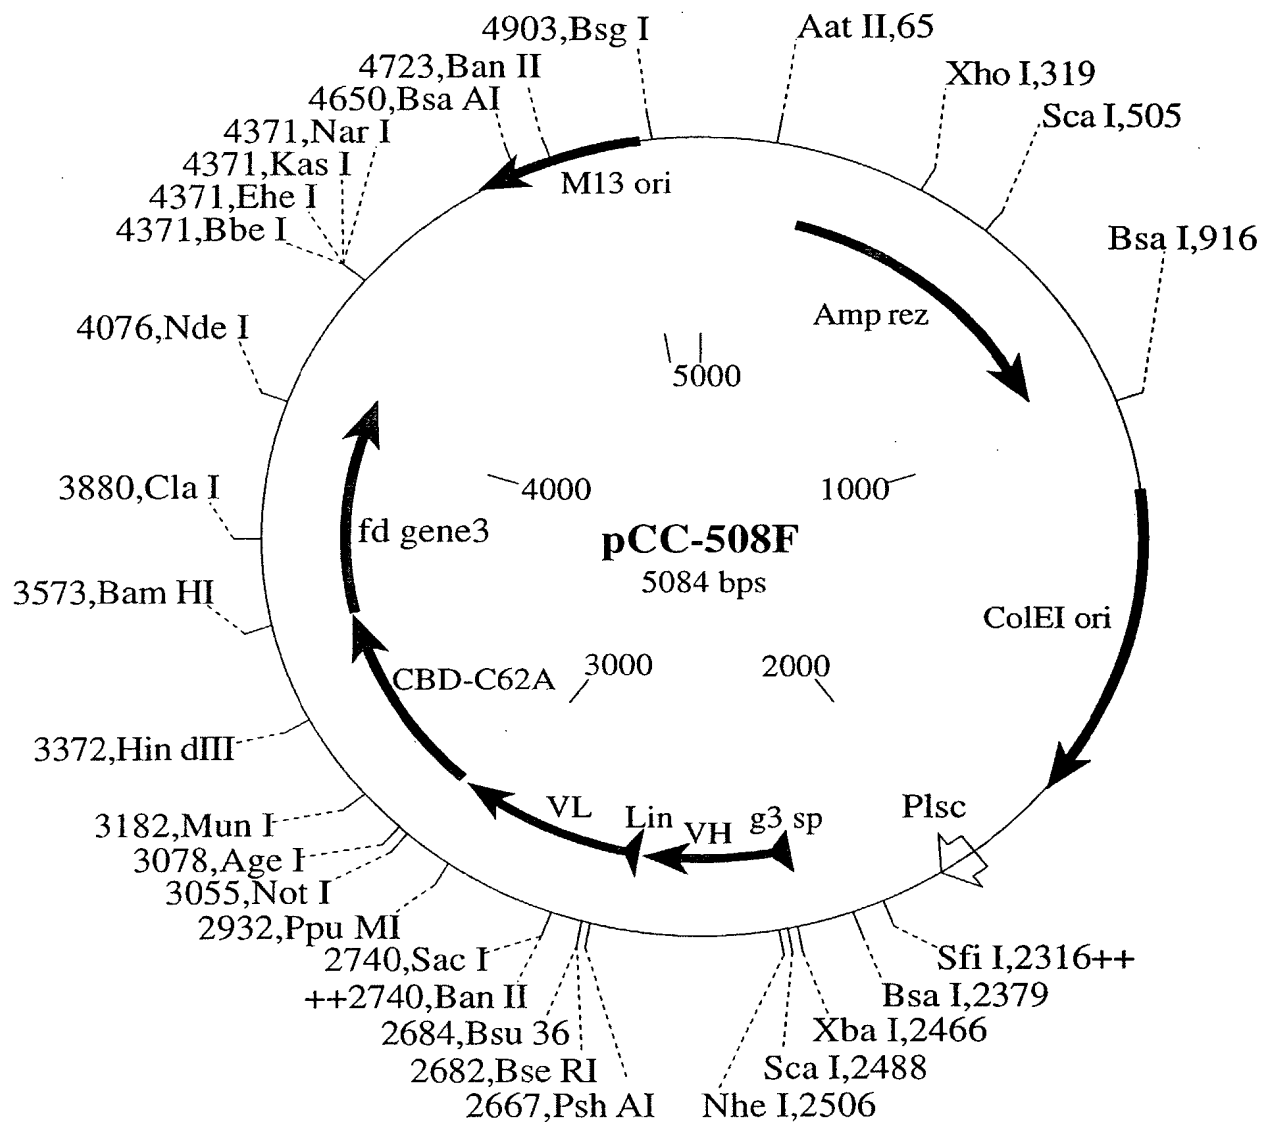 4903,Bsg I
Aat II,65
4723,Ban II
Xho I,319
4650,Bsa AI
Sca I,505
4371,Nar I
4371,Kas I
M13 ori
4371,Ehe I
4371,Bbe I
Bsa I,916
4076,Nde I
Amp rez
5000
3880,Cla I
4000
1000
fd gene3
pCC-508F
5084 bps
3573,Bam HI
ColEI ori
CBD-C62A
3000
2000
3372,Hin dIII
VL
Lin
VH
g3 sp
Plsc
3182,Mun I
3078,Age I
3055,Not I
2932,Ppu MI
2740,Sac I
Sfi I,2316++
++2740,Ban II
Bsa I,2379
2684,Bsu 36
Xba I,2466
2682,Bse RI
Sca I,2488
2667,Psh AI
Nhe I,2506